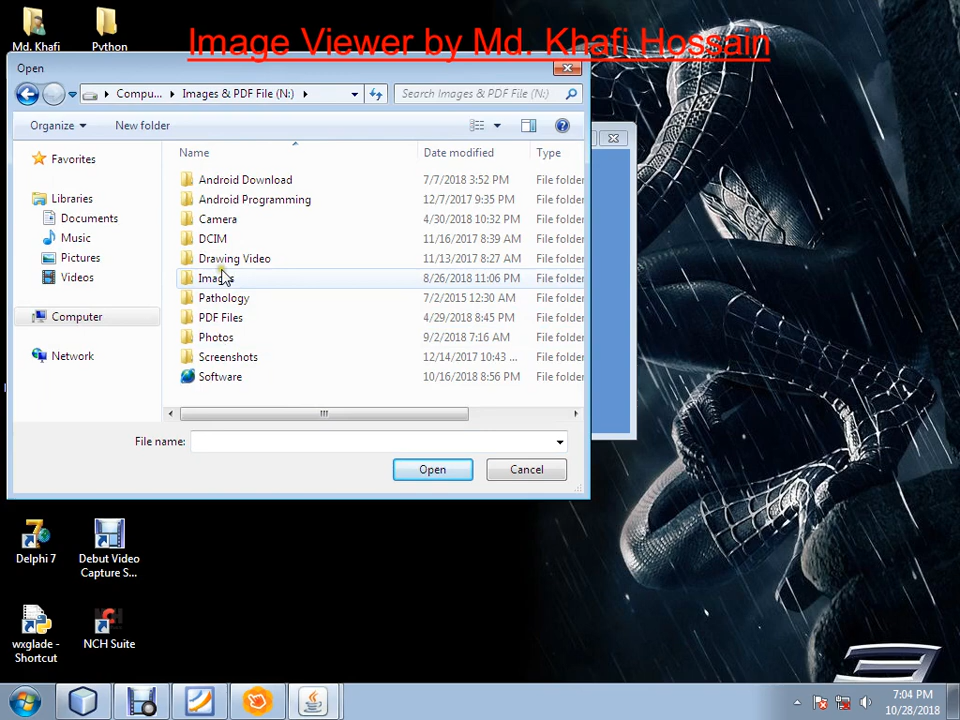 Md. Khafi
Python
Image Viewer by Md. Khafi Hossain
Open
Compu...
Images & PDF File (N:)
Search Images & PDF File (N:)
Organize
New folder
Favorites
Libraries
Documents
Music
Pictures
Videos
Computer
Network
Name Date modified Type
Android Download 7/7/2018 3:52 PM File folder
Android Programming 12/7/2017 9:35 PM File folder
Camera 4/30/2018 10:32 PM File folder
DCIM 11/16/2017 8:39 AM File folder
Drawing Video 11/13/2017 8:27 AM File folder
Images 8/26/2018 11:06 PM File folder
Pathology 7/2/2015 12:30 AM File folder
PDF Files 4/29/2018 8:45 PM File folder
Photos 9/2/2018 7:16 AM File folder
Screenshots 12/14/2017 10:43 ... File folder
Software 10/16/2018 8:56 PM File folder
File name:
Open
Cancel
Delphi 7
Debut Video
Capture S...
wxglade -
Shortcut
NCH Suite
7:04 PM
10/28/2018